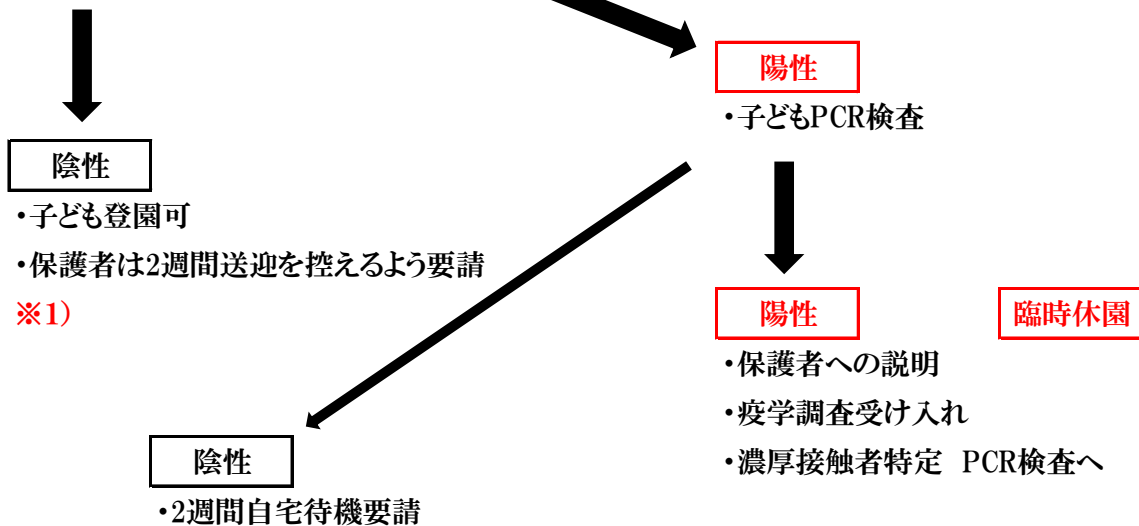 陽性
・子どもPCR検査
陰性
・子ども登園可
・保護者は2週間送迎を控えるよう要請
※1）
陽性
臨時休園
・保護者への説明
・疫学調査受け入れ
・濃厚接触者特定　PCR検査へ
陰性
・2週間自宅待機要請